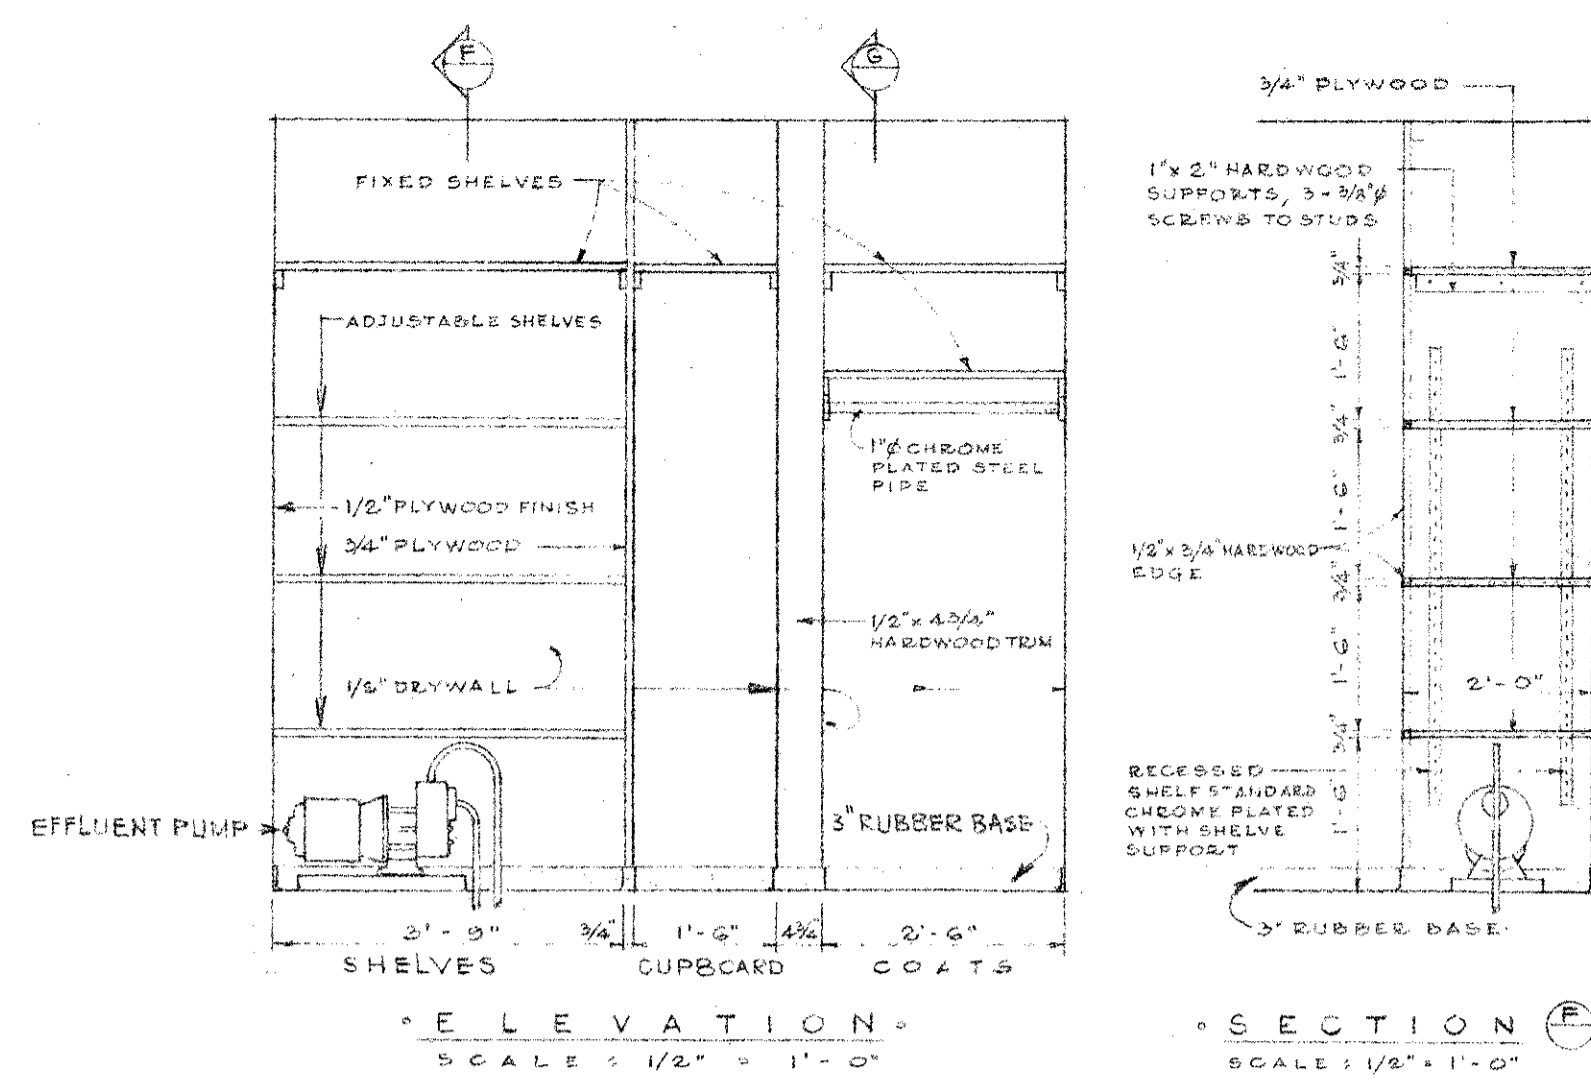 F
G
FIXED SHELVES
ADJUSTABLE SHELVES
1"Ø CHROME
PLATED STEEL
PIPE
1/2" PLYWOOD FINISH
3/4" PLYWOOD
1/2" x 4 3/4"
HARDWOOD TRIM
DRYWALL
EFFLUENT PUMP
3" RUBBER BASE
3'-9"
3/4"
1'-6"
4 3/4"
2'-6"
SHELVES
CUPBOARD
COATS
ELEVATION
SCALE: 1/2" = 1'-0"
3/4" PLYWOOD
1" x 2" HARDWOOD
SUPPORTS, 3-3/8"Ø
SCREWS TO STUDS
3/4"
1'-6"
3/4"
1'-6"
1/2" x 3/4" HARDWOOD
EDGE
3/4"
1'-6"
2'-0"
3/4"
RECESSED
SHELF STANDARD
CHROME PLATED
WITH SHELVE
SUPPORT
1'-6"
3" RUBBER BASE
SECTION F
SCALE: 1/2" = 1'-0"